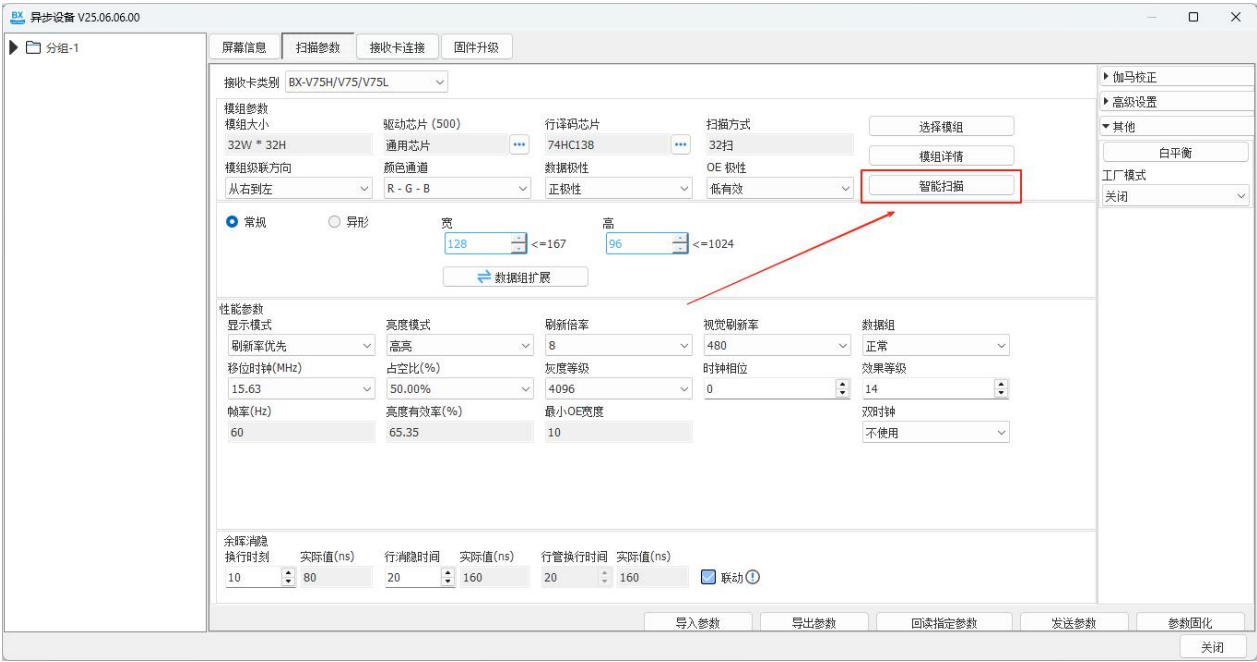 BX 异步设备 V25.06.06.00
分组-1
屏幕信息 扫描参数 接收卡连接 固件升级
接收卡类别 BX-V75H/V75/V75L
模组参数
模组大小 驱动芯片 (500) 行译码芯片 扫描方式
32W * 32H 通用芯片 ••• 74HC138 ••• 32扫
选择模组
模组详情
智能扫描
模组级联方向 颜色通道 数据极性 OE 极性
从右到左 R - G - B 正极性 低有效
常规 异形 宽 高
128 <=167 96 <=1024
数据组扩展
性能参数
显示模式 亮度模式 刷新倍率 视觉刷新率 数据组
刷新率优先 高亮 8 480 正常
移位时钟(MHz) 占空比(%) 灰度等级 时钟相位 效果等级
15.63 50.00% 4096 0 14
帧率(Hz) 亮度有效率(%) 最小OE宽度 双时钟
60 65.35 10 不使用
余晖消隐
换行时刻 实际值(ns) 行消隐时间 实际值(ns) 行管换行时间 实际值(ns)
10 80 20 160 20 160 联动
伽马校正
高级设置
其他
白平衡
工厂模式
关闭
导入参数 导出参数 回读指定参数 发送参数 参数固化
关闭